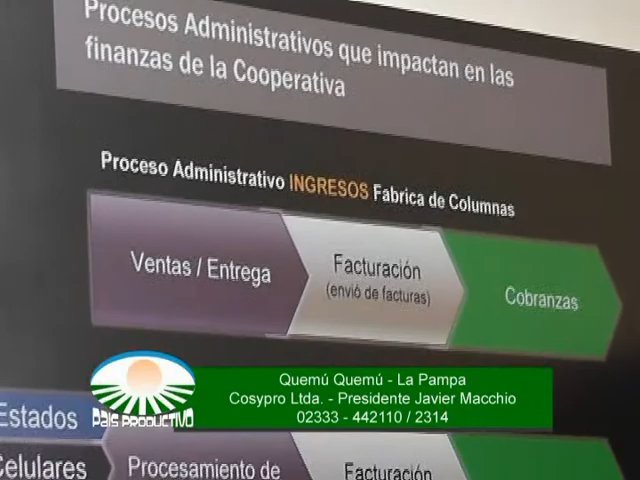 Procesos Administrativos que impactan en las
finanzas de la Cooperativa
Proceso Administrativo INGRESOS Fabrica de Columnas
Ventas / Entrega
Facturación
(envió de facturas)
Cobranzas
Quemú Quemú - La Pampa
Cosypro Ltda. - Presidente Javier Macchio
02333 - 442110 / 2314
PAIS PRODUCTIVO
Estados
Celulares
Procesamiento de
Facturación